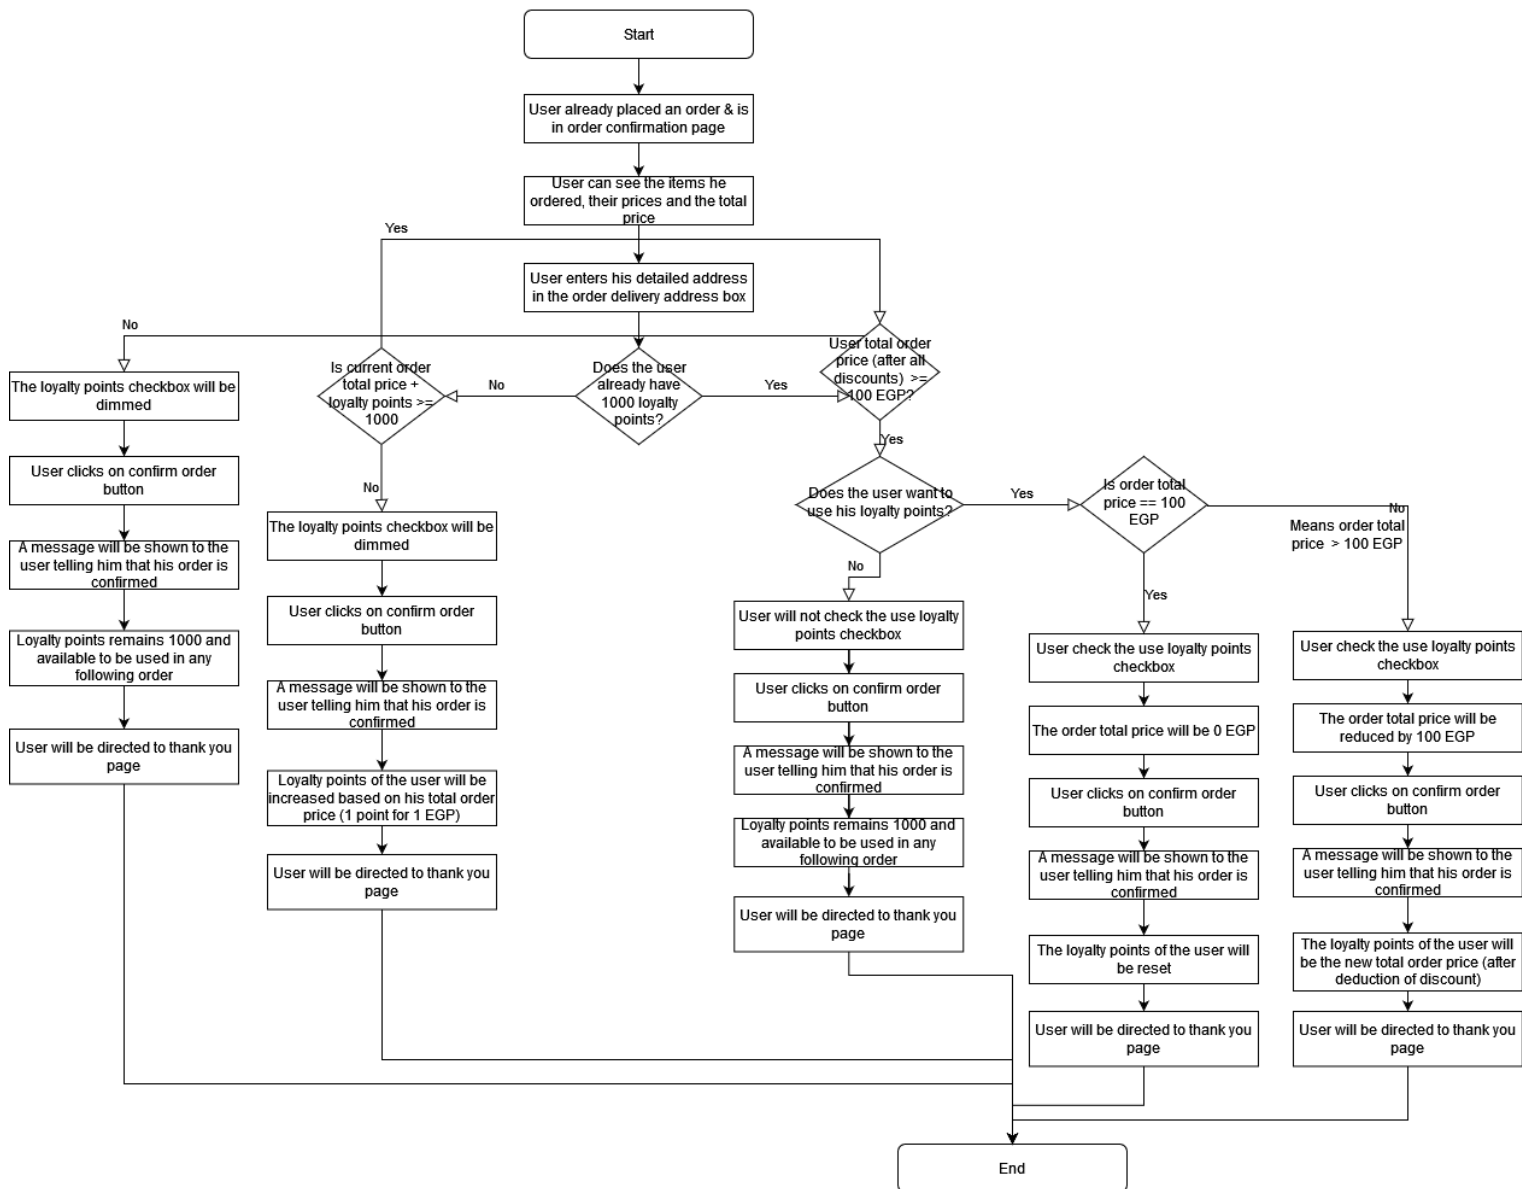 Start
User already placed an order & is
in order confirmation page
User can see the items he
ordered, their prices and the total
price
Yes
User enters his detailed address
in the order delivery address box
No
Is current order
total price +
loyalty points >=
1000
No
Does the user
already have
1000 loyalty
points?
Yes
User total order
price (after all
discounts) >=
100 EGP?
Yes
The loyalty points checkbox will be
dimmed
User clicks on confirm order
button
A message will be shown to the
user telling him that his order is
confirmed
Loyalty points remains 1000 and
available to be used in any
following order
User will be directed to thank you
page
No
The loyalty points checkbox will be
dimmed
User clicks on confirm order
button
A message will be shown to the
user telling him that his order is
confirmed
Loyalty points of the user will be
increased based on his total order
price (1 point for 1 EGP)
User will be directed to thank you
page
Does the user want to
use his loyalty points?
Yes
Is order total
price == 100
EGP
No
Means order total
price > 100 EGP
No
User will not check the use loyalty
points checkbox
User clicks on confirm order
button
A message will be shown to the
user telling him that his order is
confirmed
Loyalty points remains 1000 and
available to be used in any
following order
User will be directed to thank you
page
Yes
User check the use loyalty points
checkbox
The order total price will be 0 EGP
User clicks on confirm order
button
A message will be shown to the
user telling him that his order is
confirmed
The loyalty points of the user will
be reset
User will be directed to thank you
page
User check the use loyalty points
checkbox
The order total price will be
reduced by 100 EGP
User clicks on confirm order
button
A message will be shown to the
user telling him that his order is
confirmed
The loyalty points of the user will
be the new total order price (after
deduction of discount)
User will be directed to thank you
page
End